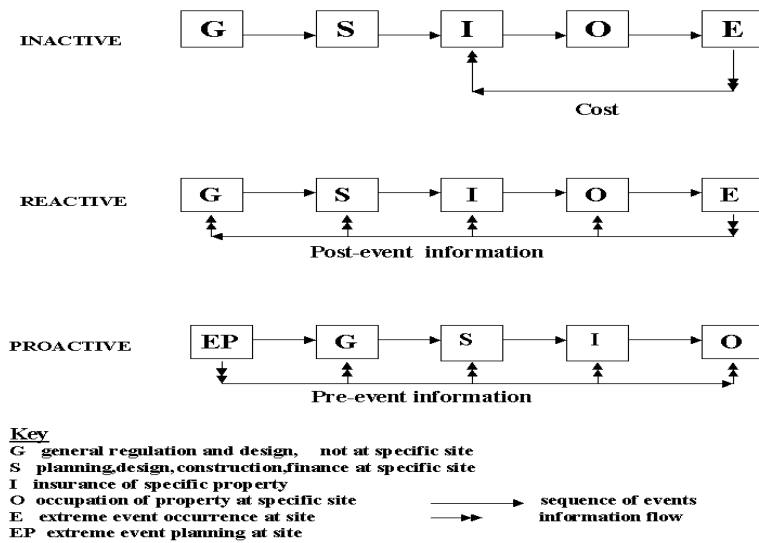 G S I O E
INACTIVE
Cost
G S I O E
REACTIVE
Post-event information
EP G S I O
PROACTIVE
Pre-event information
Key
G general regulation and design, not at specific site
S planning,design,construction,finance at specific site
I insurance of specific property
O occupation of property at specific site
sequence of events
E extreme event occurrence at site
information flow
EP extreme event planning at site